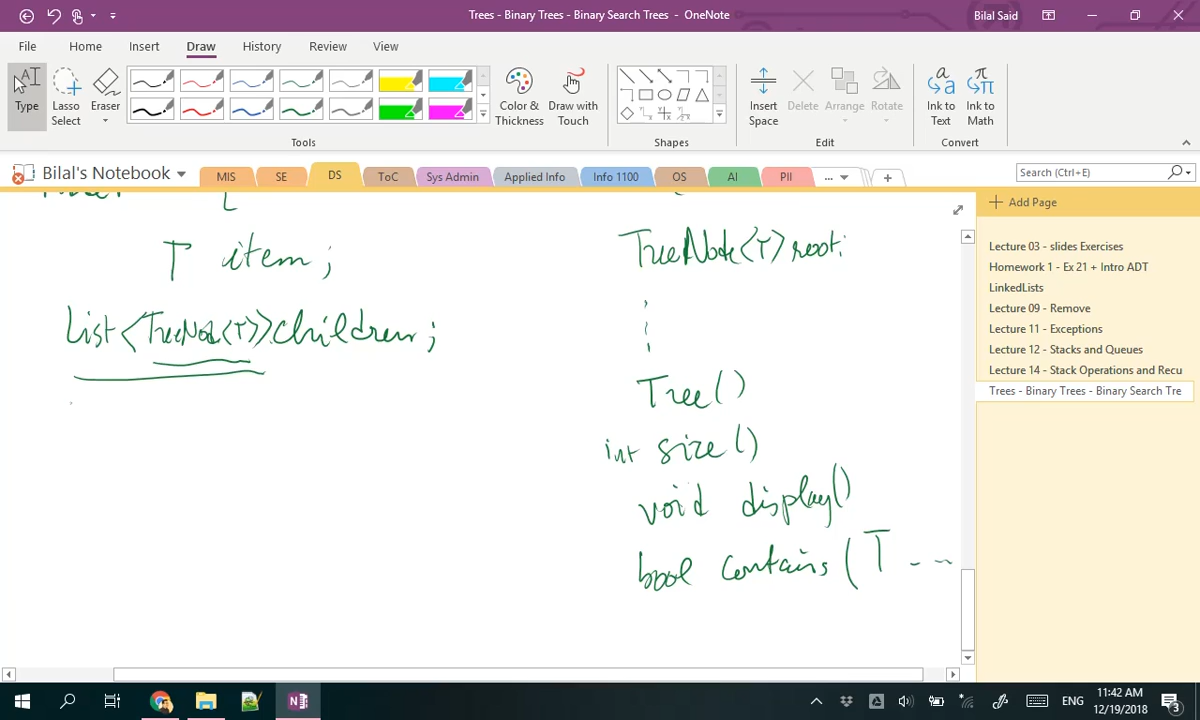 Trees - Binary Trees - Binary Search Trees - OneNote
Bilal Said
File Home Insert Draw History Review View
Type
Lasso Select
Eraser
Color & Thickness
Draw with Touch
Insert Space
Delete
Arrange
Rotate
Ink to Text
Ink to Math
Tools
Shapes
Edit
Convert
Bilal's Notebook
MIS SE DS ToC Sys Admin Applied Info Info 1100 OS AI PII ...
Search (Ctrl+E)
Add Page
Lecture 03 - slides Exercises
Homework 1 - Ex 21 + Intro ADT
LinkedLists
Lecture 09 - Remove
Lecture 11 - Exceptions
Lecture 12 - Stacks and Queues
Lecture 14 - Stack Operations and Recu
Trees - Binary Trees - Binary Search Tre
T item;
List<TreeNode<T>>children;
TreeNode<T>root;
Tree()
int size()
void display()
bool contains(T ---
ENG
11:42 AM
12/19/2018
3